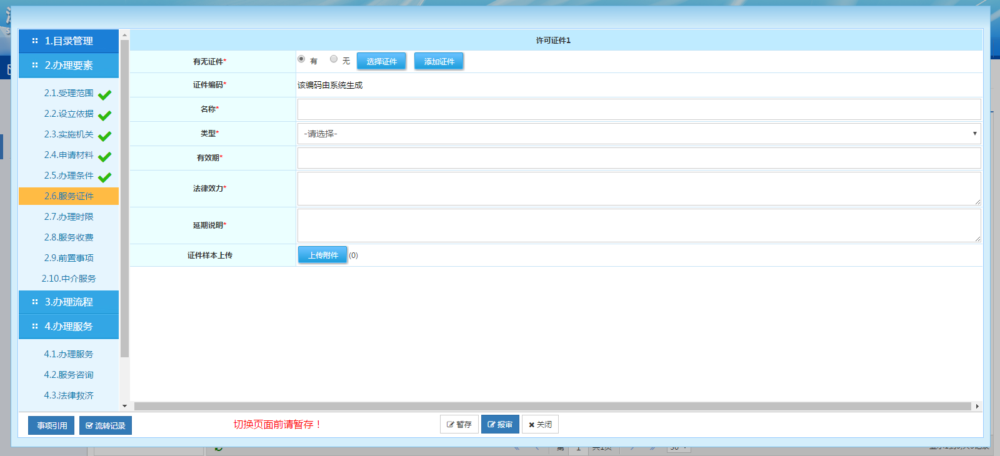 1.目录管理
2.办理要素
2.1.受理范围
2.2.设立依据
2.3.实施机关
2.4.申请材料
2.5.办理条件
2.6.服务证件
2.7.办理时限
2.8.服务收费
2.9.前置事项
2.10.中介服务
3.办理流程
4.办理服务
4.1.办理服务
4.2.服务咨询
4.3.法律救济
许可证件1
有无证件* 有 无 选择证件 添加证件
证件编码* 该编码由系统生成
名称*
类型* -请选择-
有效期*
法律效力*
延期说明*
证件样本上传 上传附件 (0)
事项引用 流转记录 切换页面前请暂存！ 暂存 报审 关闭
第 1 共1页